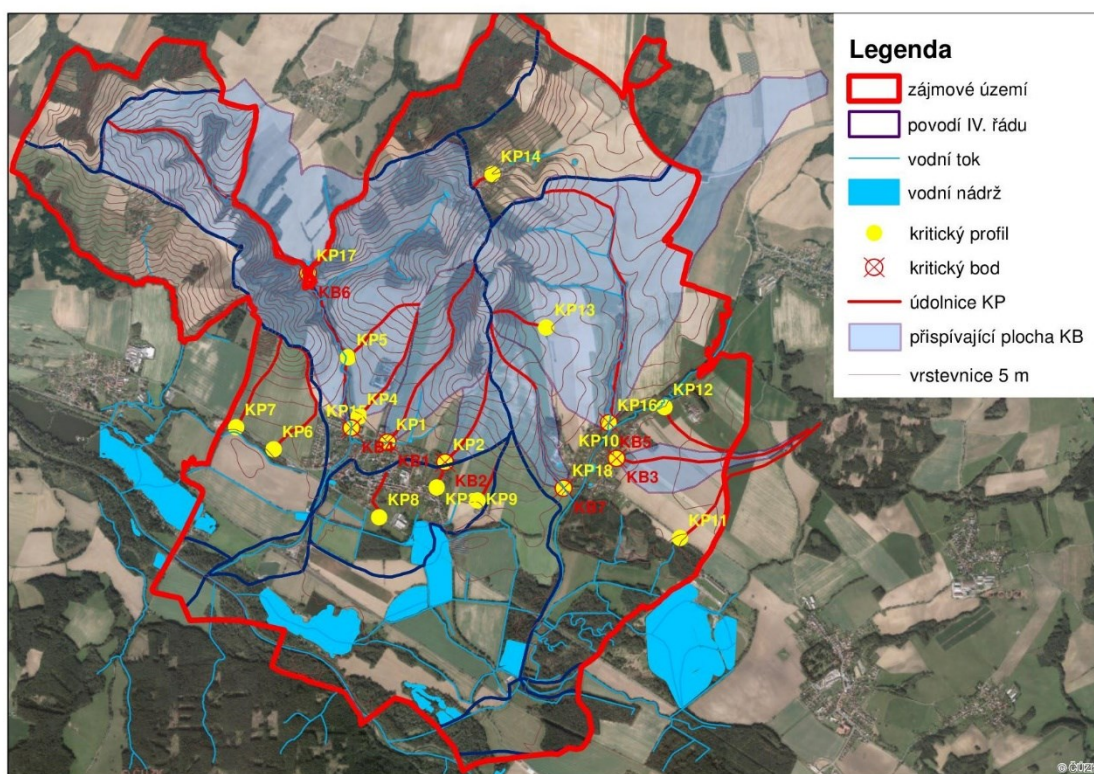 Legenda
zájmové území
povodí IV. řádu
vodní tok
vodní nádrž
kritický profil
kritický bod
údolnice KP
přispívající plocha KB
vrstevnice 5 m
KP14
KP17
KB6
KP13
KP5
KP12
KP4
KP16
KP15
KP1
KP7
KP10
KB5
KP6
KB4
KP2
KB1
KB3
KP18
KB2
KP8
KP3
KP9
KB7
KP11